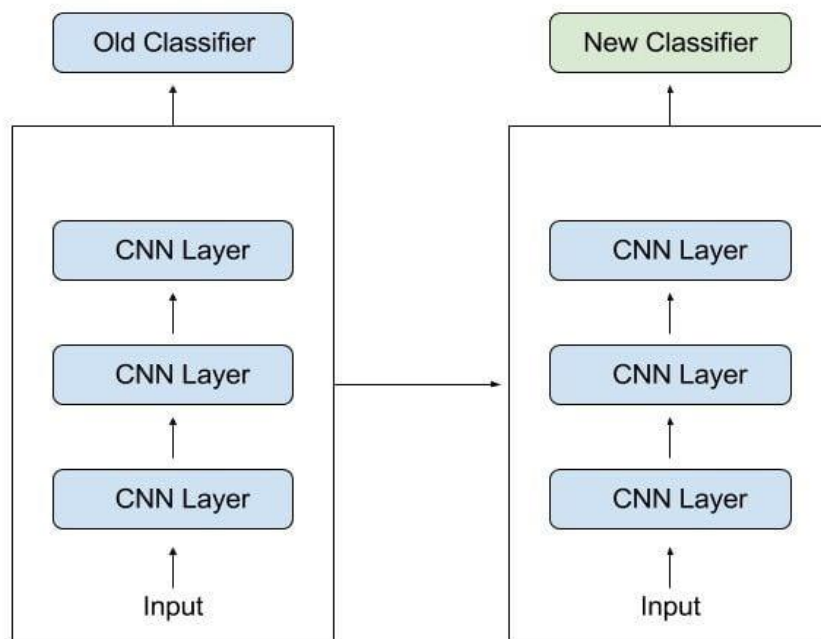 Old Classifier
CNN Layer
CNN Layer
CNN Layer
Input
New Classifier
CNN Layer
CNN Layer
CNN Layer
Input